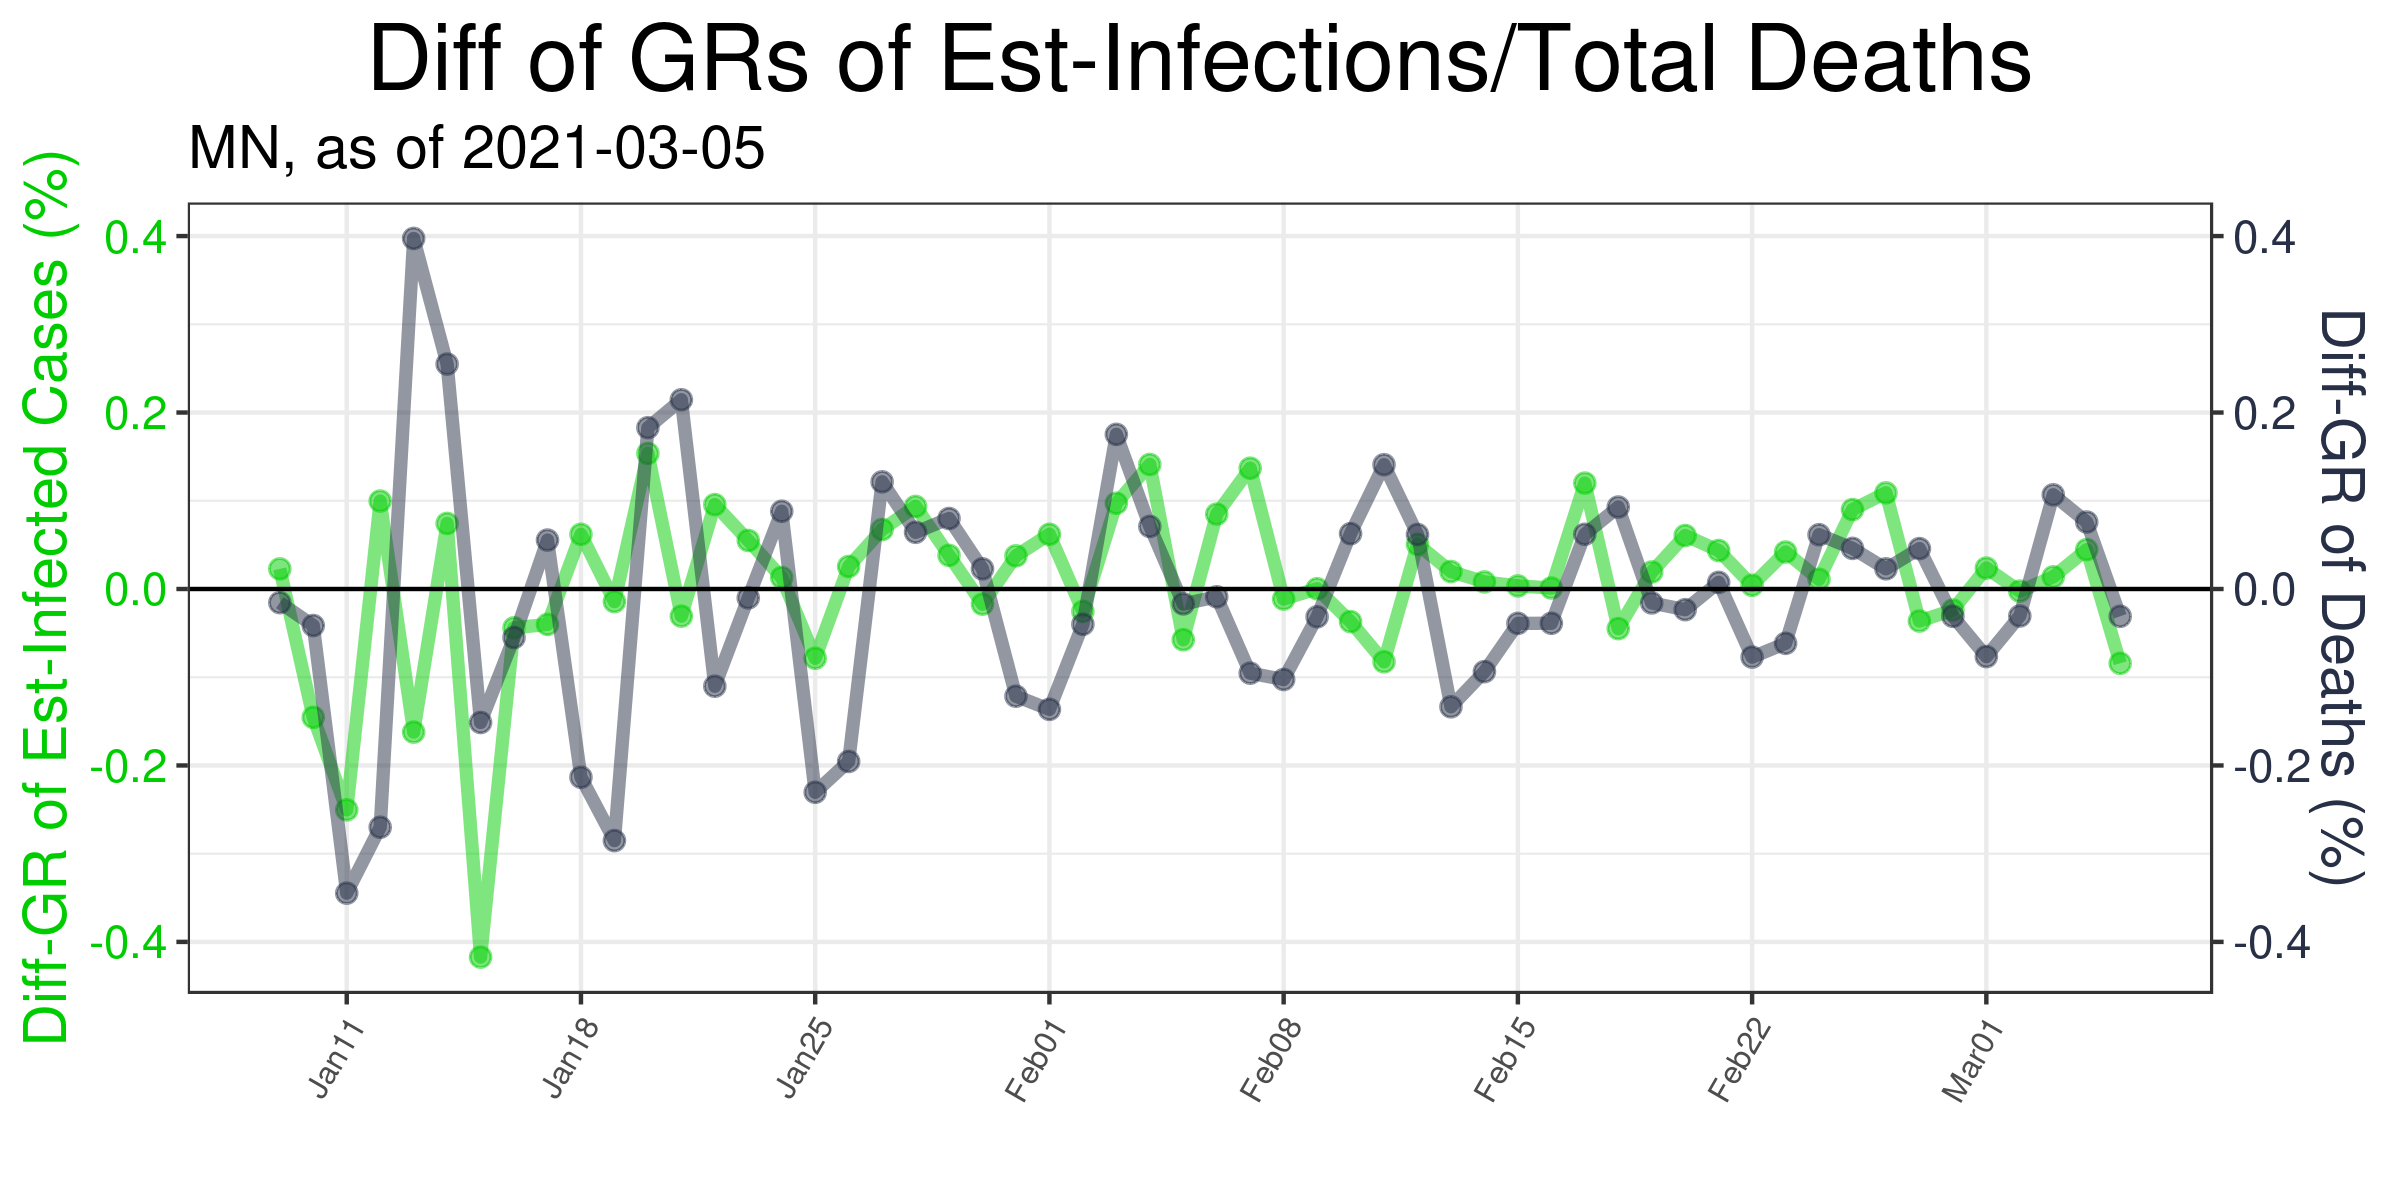 Diff of GRs of Est-Infections/Total Deaths
MN, as of 2021-03-05
Diff-GR of Est-Infected Cases (%)
0.4
0.2
0.0
-0.2
-0.4
0.4
0.2
0.0
-0.2
-0.4
Diff-GR of Deaths (%)
Jan11
Jan18
Jan25
Feb01
Feb08
Feb15
Feb22
Mar01